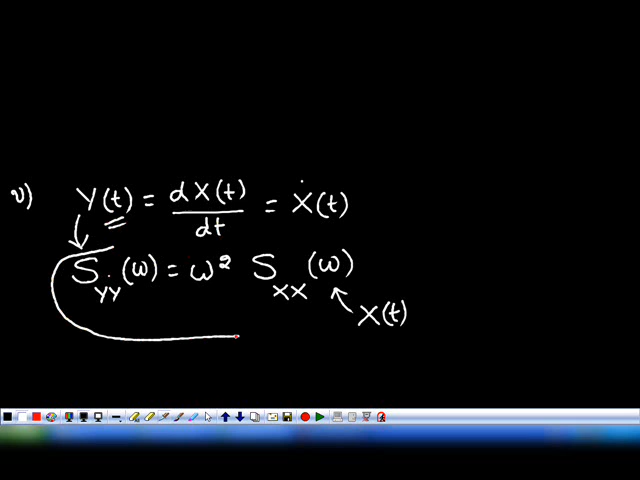 v) Y(t) = dX(t)/dt = Ẋ(t)
S_YY(ω) = ω² S_XX(ω)
X(t)